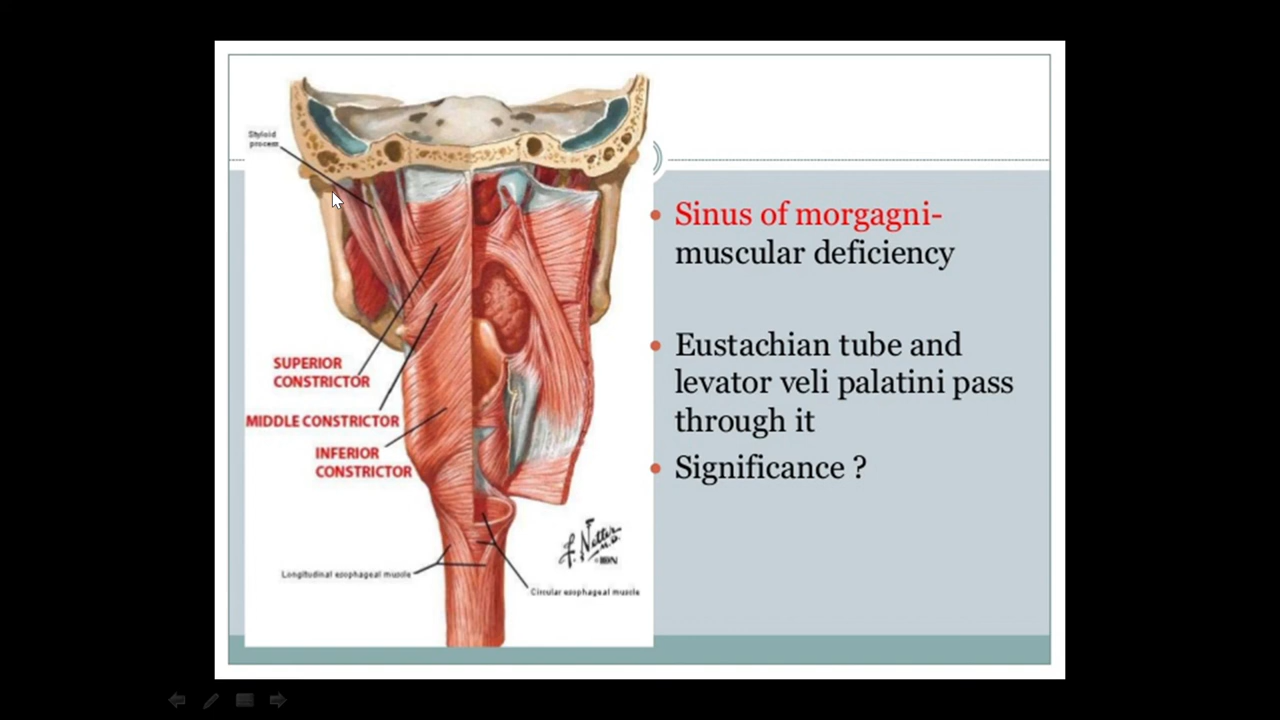 Styloid
process
SUPERIOR
CONSTRICTOR
MIDDLE CONSTRICTOR
INFERIOR
CONSTRICTOR
Longitudinal esophageal muscle
Circular esophageal muscle
F. Netter
M.D.
Sinus of morgagni-
muscular deficiency
Eustachian tube and
levator veli palatini pass
through it
Significance ?